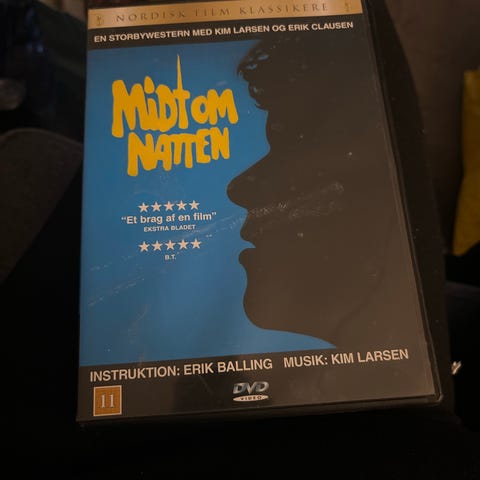 NORDISK FILM KLASSIKERE
EN STORBYWESTERN MED KIM LARSEN OG ERIK CLAUSEN
MiDT OM
NATTEN
★★★★★
"Et brag af en film"
EKSTRA BLADET
★★★★★
B.T.
INSTRUKTION: ERIK BALLING MUSIK: KIM LARSEN
11
DVD
VIDEO